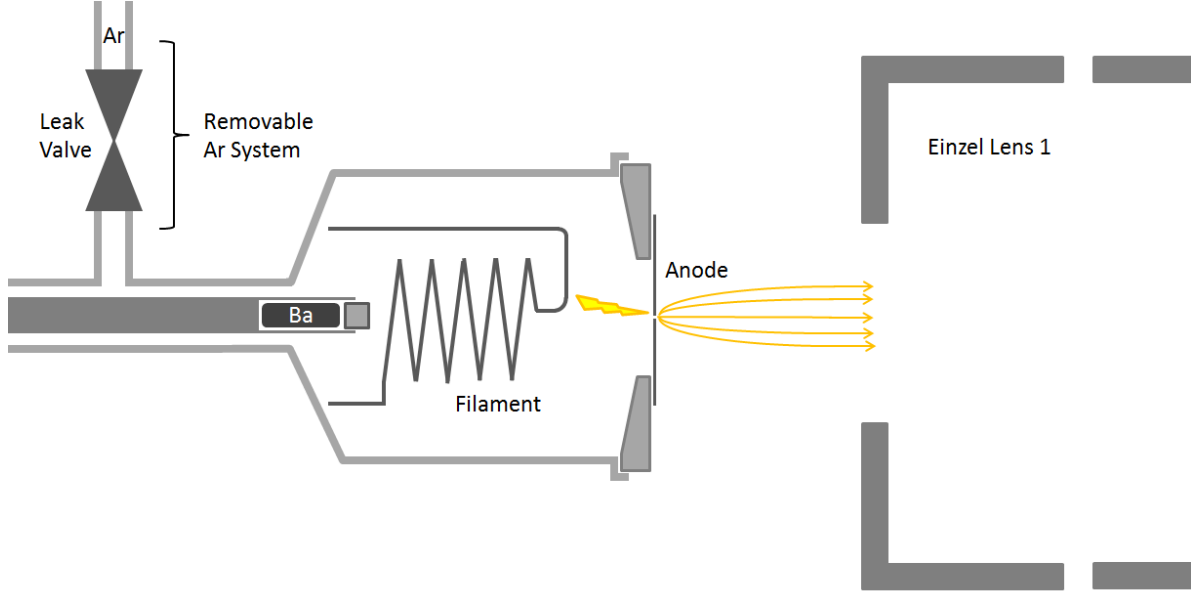 Ar
Leak
Valve
Removable
Ar System
Einzel Lens 1
Anode
Ba
Filament